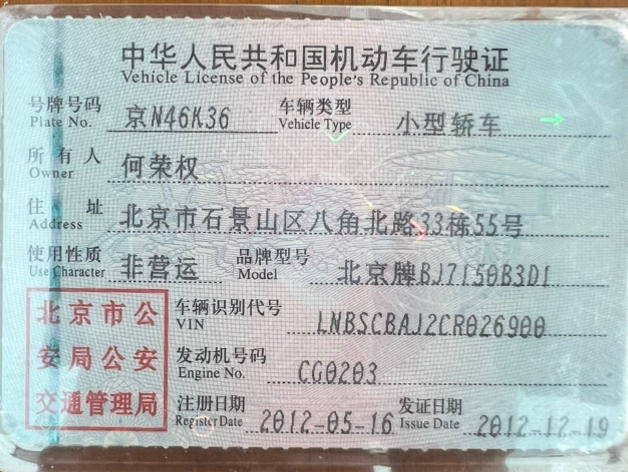 中华人民共和国机动车行驶证
Vehicle License of the People's Republic of China
号牌号码 京N46K36 车辆类型 小型轿车
Plate No. Vehicle Type
所有人 何荣权
Owner
住址 北京市石景山区八角北路33栋55号
Address
使用性质 非营运 品牌型号 北京牌BJ7150B3D1
Use Character Model
北京市公 车辆识别代号 LNBSCBAJ2CR026900
VIN
安局公安 发动机号码 CG0203
Engine No.
交通管理局 注册日期 2012-05-16 发证日期 2012-12-19
Register Date Issue Date